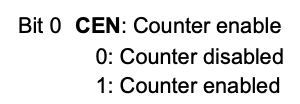 Bit 0 CEN: Counter enable
0: Counter disabled
1: Counter enabled